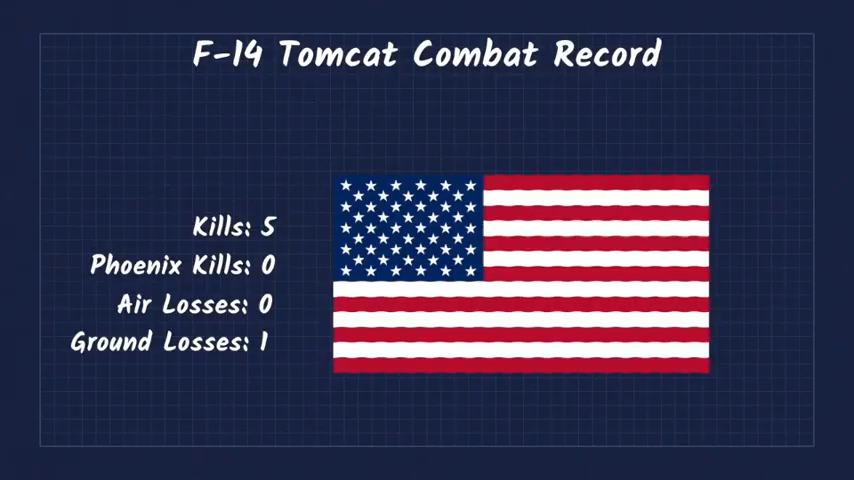 F-14 Tomcat Combat Record
Kills: 5
Phoenix Kills: 0
Air Losses: 0
Ground Losses: 1